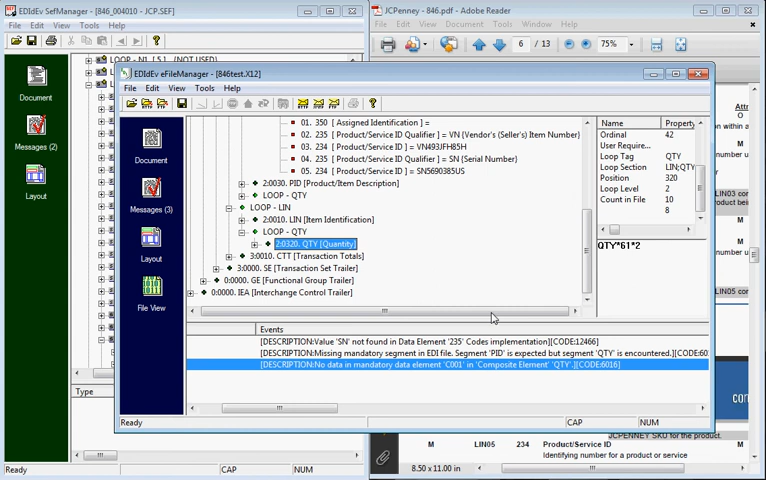 EDIdEv SefManager - [846_004010 - JCP.SEF]
File Edit View Tools Help
LOOP - N1 [.5] (NOT USED)
LOOP -
Document
Messages (2)
Layout
Type
Ready
CAP
NUM
JCPenney - 846.pdf - Adobe Reader
File Edit View Document Tools Window Help
6 / 13 75%
EDIdEv eFileManager - [846test.X12]
File Edit View Tools Help
Document
Messages (3)
Layout
File View
01. 350 [ Assigned Identification ] =
02. 235 [ Product/Service ID Qualifier ] = VN {Vendor's (Seller's) Item Number}
03. 234 [ Product/Service ID ] = VN493JFH85H
04. 235 [ Product/Service ID Qualifier ] = SN {Serial Number}
05. 234 [ Product/Service ID ] = SN5690385US
2:0030. PID [Product/Item Description]
LOOP - QTY
LOOP - LIN
2:0010. LIN [Item Identification]
LOOP - QTY
2:0320. QTY [Quantity]
3:0010. CTT [Transaction Totals]
3:0000. SE [Transaction Set Trailer]
0:0000. GE [Functional Group Trailer]
0:0000. IEA [Interchange Control Trailer]
Name Property
Ordinal 42
User Require...
Loop Tag QTY
Loop Section LIN;QTY
Position 320
Loop Level 2
Count in File 10
8
QTY*61*2
Events
[DESCRIPTION:Value 'SN' not found in Data Element '235' Codes implementation][CODE:12466]
[DESCRIPTION:Missing mandatory segment in EDI file. Segment 'PID' is expected but segment 'QTY' is encountered.][CODE:60
[DESCRIPTION:No data in mandatory data element 'C001' in 'Composite Element' 'QTY'.][CODE:6016]
Ready
CAP
NUM
Attr
M
AN
number u
LIN03
within a
number u
LIN05
con
JCPENNEY SKU for the product.
M LIN05 234 Product/Service ID M AN
Identifying number for a product or service
8.50 x 11.00 in